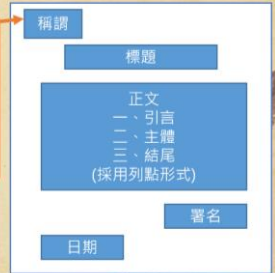 稱謂
標題
正文
一、引言
二、主體
三、結尾
(採用列點形式)
署名
日期